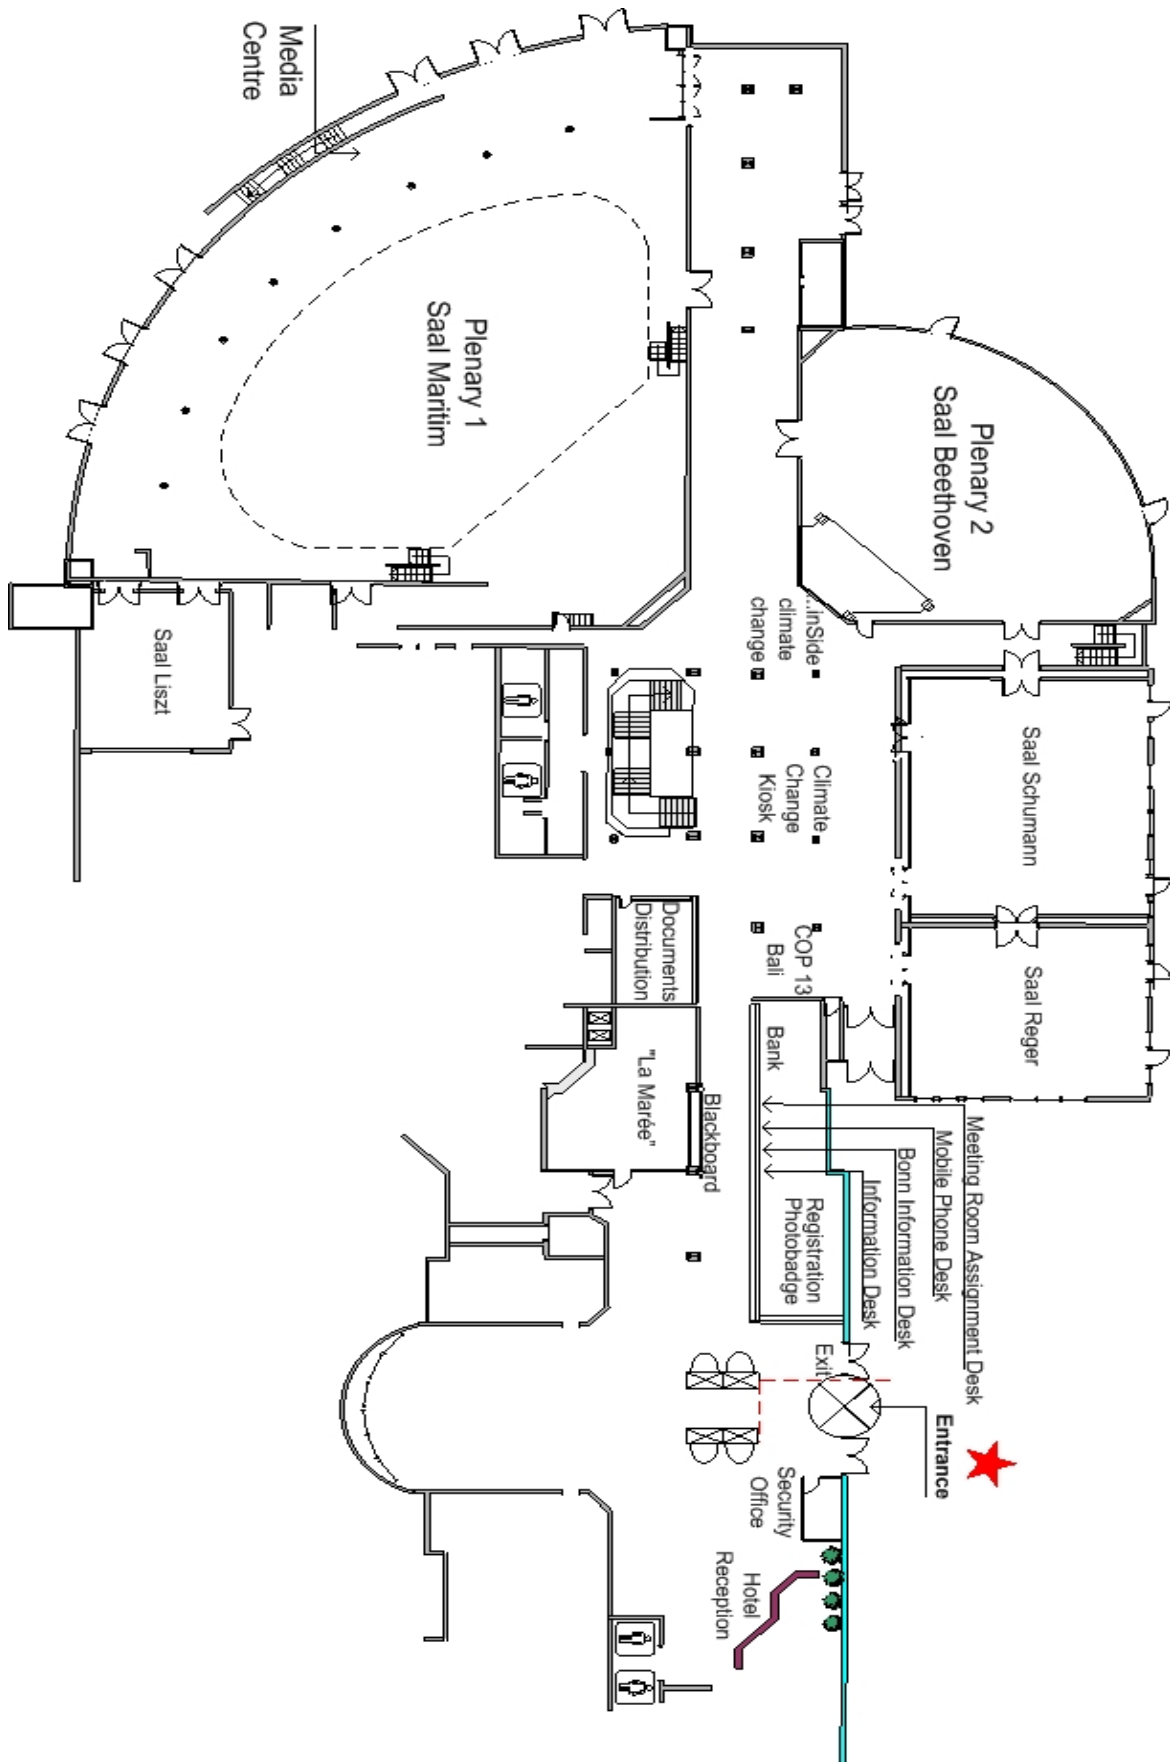 Media
Centre
Plenary 1
Saal Maritim
Plenary 2
Saal Beethoven
Saal Liszt
...inSide
climate
change
Climate
Change
Kiosk
Saal Schumann
Saal Reger
COP 13
Bali
Documents
Distribution
"La Marée"
Blackboard
Bank
Meeting Room Assignment Desk
Mobile Phone Desk
Bonn Information Desk
Information Desk
Registration
Photobadge
Exit
Entrance
Security
Office
Hotel
Reception